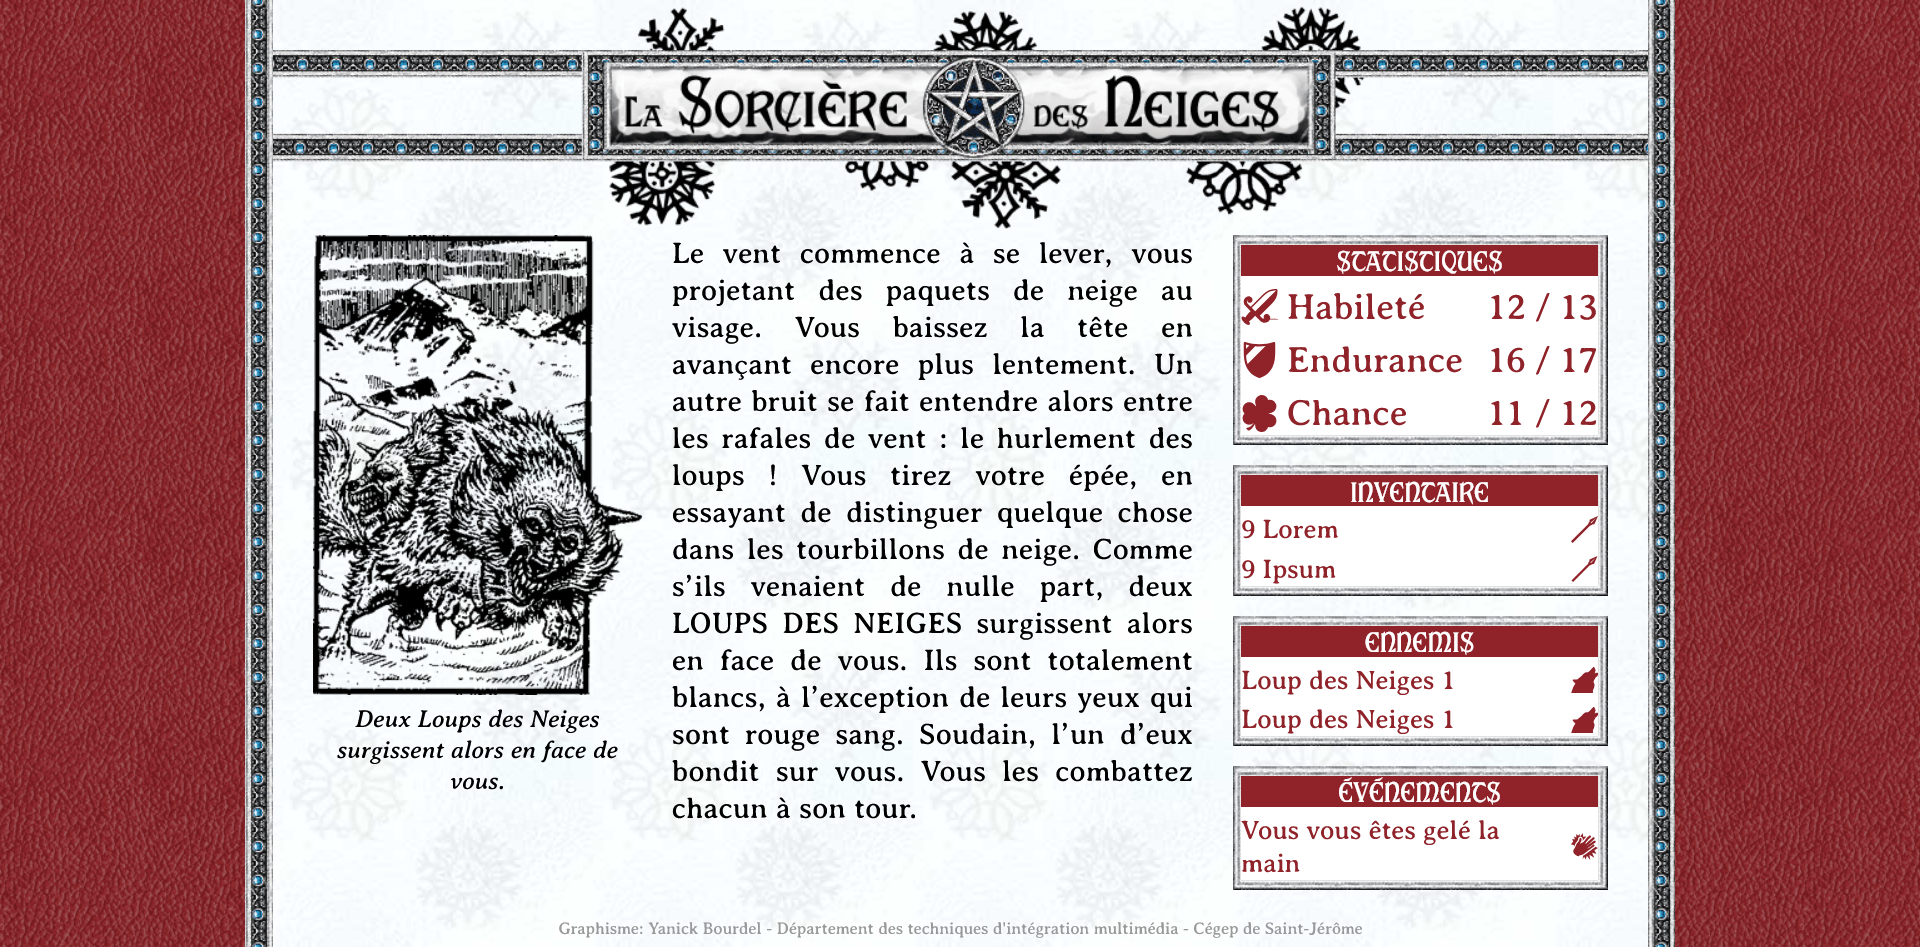 La Sorcière des Neiges
Deux Loups des Neiges
surgissent alors en face de
vous.
Le vent commence à se lever, vous
projetant des paquets de neige au
visage. Vous baissez la tête en
avançant encore plus lentement. Un
autre bruit se fait entendre alors entre
les rafales de vent : le hurlement des
loups ! Vous tirez votre épée, en
essayant de distinguer quelque chose
dans les tourbillons de neige. Comme
s’ils venaient de nulle part, deux
LOUPS DES NEIGES surgissent alors
en face de vous. Ils sont totalement
blancs, à l’exception de leurs yeux qui
sont rouge sang. Soudain, l’un d’eux
bondit sur vous. Vous les combattez
chacun à son tour.
Statistiques
Habileté 12 / 13
Endurance 16 / 17
Chance 11 / 12
Inventaire
9 Lorem
9 Ipsum
Ennemis
Loup des Neiges 1
Loup des Neiges 1
Événements
Vous vous êtes gelé la
main
Graphisme: Yanick Bourdel - Département des techniques d'intégration multimédia - Cégep de Saint-Jérôme